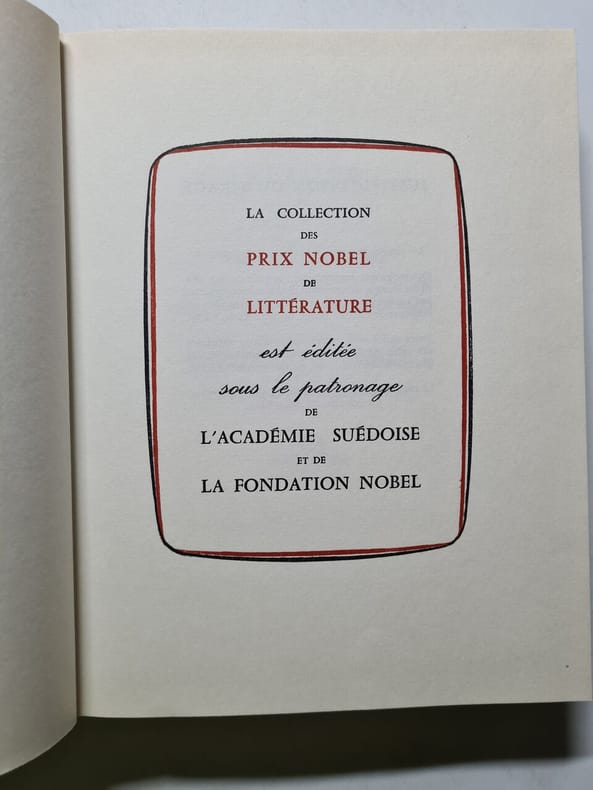 LA COLLECTION
DES
PRIX NOBEL
DE
LITTÉRATURE
est éditée
sous le patronage
DE
L'ACADÉMIE SUÉDOISE
ET DE
LA FONDATION NOBEL